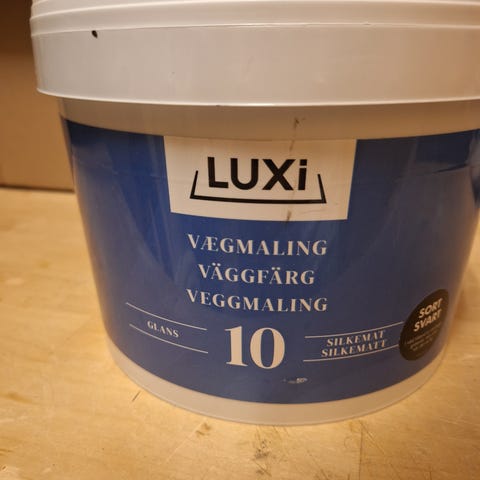 LUXi
VÆGMALING
VÄGGFÄRG
VEGGMALING
GLANS
10
SILKEMAT
SILKEMATT
SORT
SVART